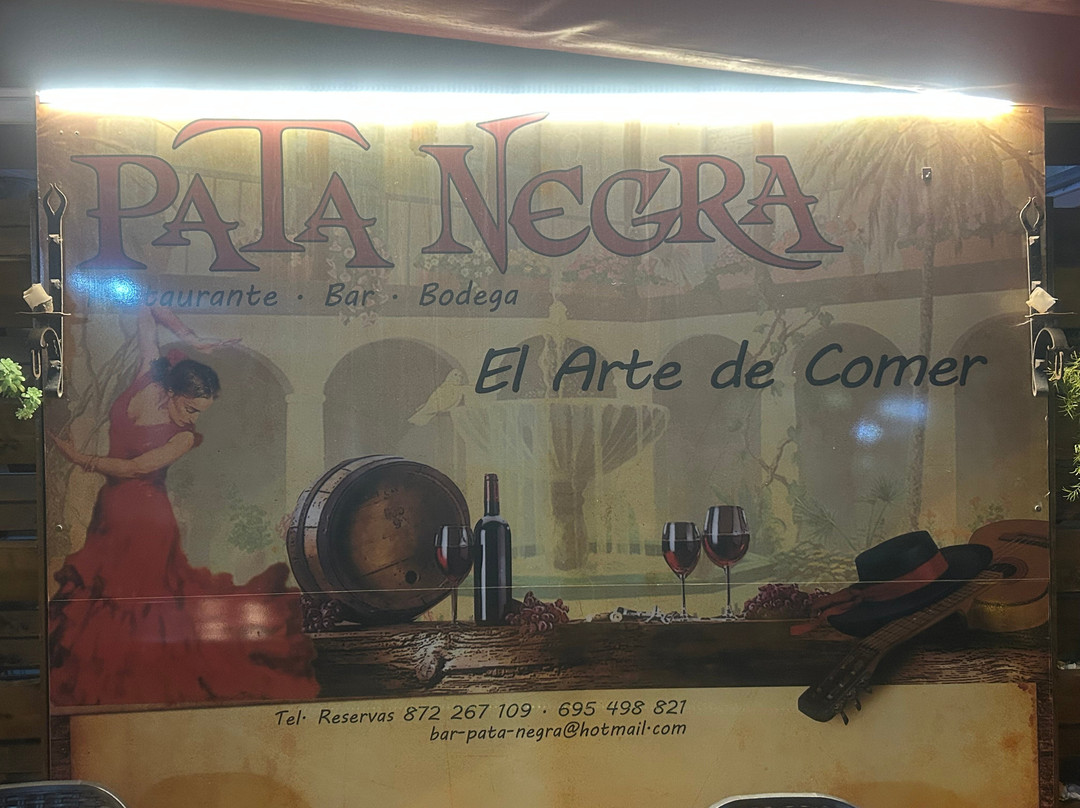 PATA NEGRA
Restaurante · Bar · Bodega
El Arte de Comer
Tel· Reservas 872 267 109 · 695 498 821
bar-pata-negra@hotmail·com